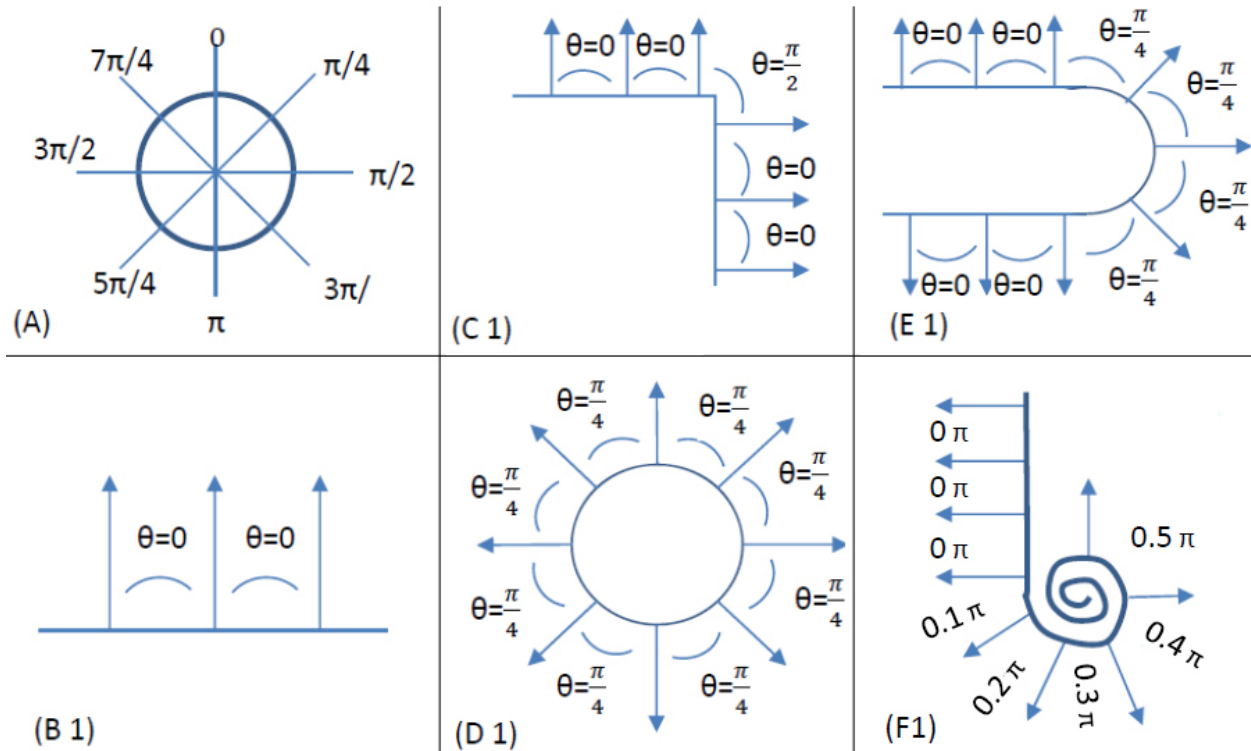 0
7π/4
π/4
3π/2
π/2
5π/4
3π/
π
(A)
θ=0 θ=0
θ=π/2
θ=0
θ=0
(C 1)
θ=0 θ=0
θ=π/4
θ=π/4
θ=π/4
θ=π/4
θ=0 θ=0
(E 1)
θ=0 θ=0
(B 1)
θ=π/4 θ=π/4
θ=π/4 θ=π/4
θ=π/4 θ=π/4
θ=π/4 θ=π/4
(D 1)
0 π
0 π
0 π
0.5 π
0.1 π
0.2 π
0.3 π
0.4 π
(F1)